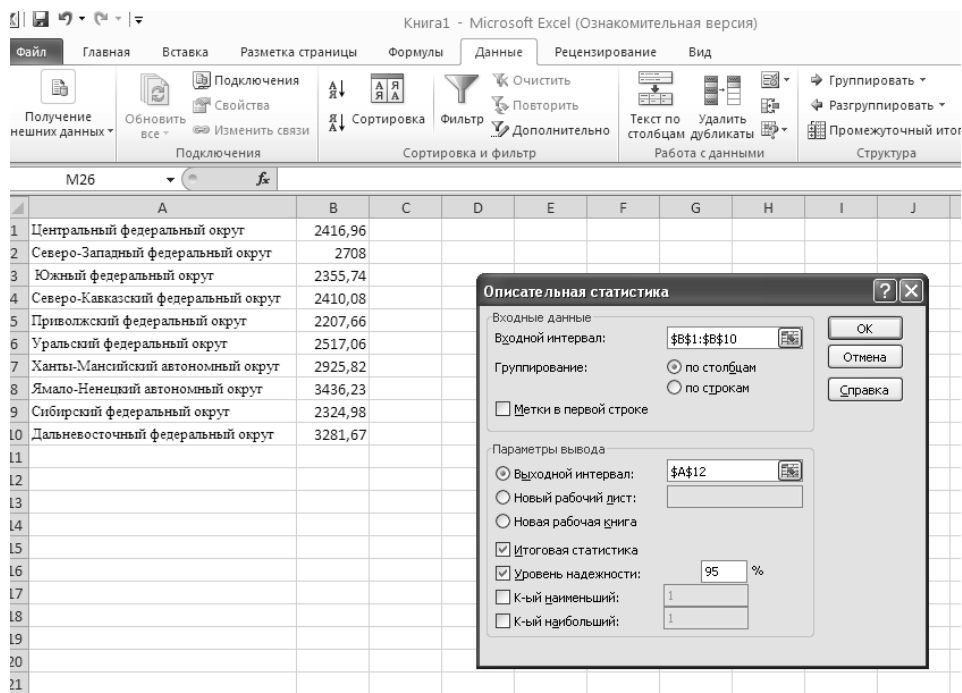 Книга1 - Microsoft Excel (Ознакомительная версия)
Файл Главная Вставка Разметка страницы Формулы Данные Рецензирование Вид
Получение
нешних данных
Обновить
все
Подключения
Свойства
Изменить связи
Подключения
Сортировка
Фильтр
Очистить
Повторить
Дополнительно
Сортировка и фильтр
Текст по
столбцам
Удалить
дубликаты
Работа с данными
Группировать
Разгруппировать
Промежуточный итог
Структура
M26 fx
A B C D E F G H I J
1 Центральный федеральный округ 2416,96
2 Северо-Западный федеральный округ 2708
3 Южный федеральный округ 2355,74
4 Северо-Кавказский федеральный округ 2410,08
5 Приволжский федеральный округ 2207,66
6 Уральский федеральный округ 2517,06
7 Ханты-Мансийский автономный округ 2925,82
8 Ямало-Ненецкий автономный округ 3436,23
9 Сибирский федеральный округ 2324,98
10 Дальневосточный федеральный округ 3281,67
11
12
13
14
15
16
17
18
19
20
21
Описательная статистика
Входные данные
Входной интервал: $B$1:$B$10
Группирование: по столбцам
по строкам
Метки в первой строке
Параметры вывода
Выходной интервал: $A$12
Новый рабочий лист:
Новая рабочая книга
Итоговая статистика
Уровень надежности: 95 %
К-ый наименьший: 1
К-ый наибольший: 1
ОК
Отмена
Справка